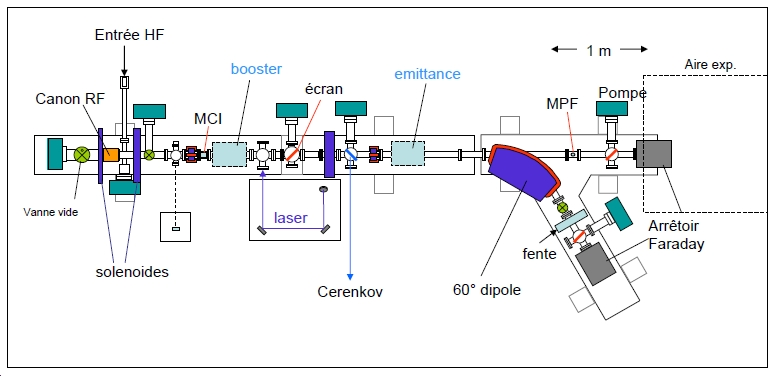 Entrée HF
1 m
Aire exp.
booster
emittance
écran
Canon RF
MCI
MPF
Pompe
Vanne vide
laser
Arrêtoir
Faraday
fente
solenoides
Cerenkov
60° dipole